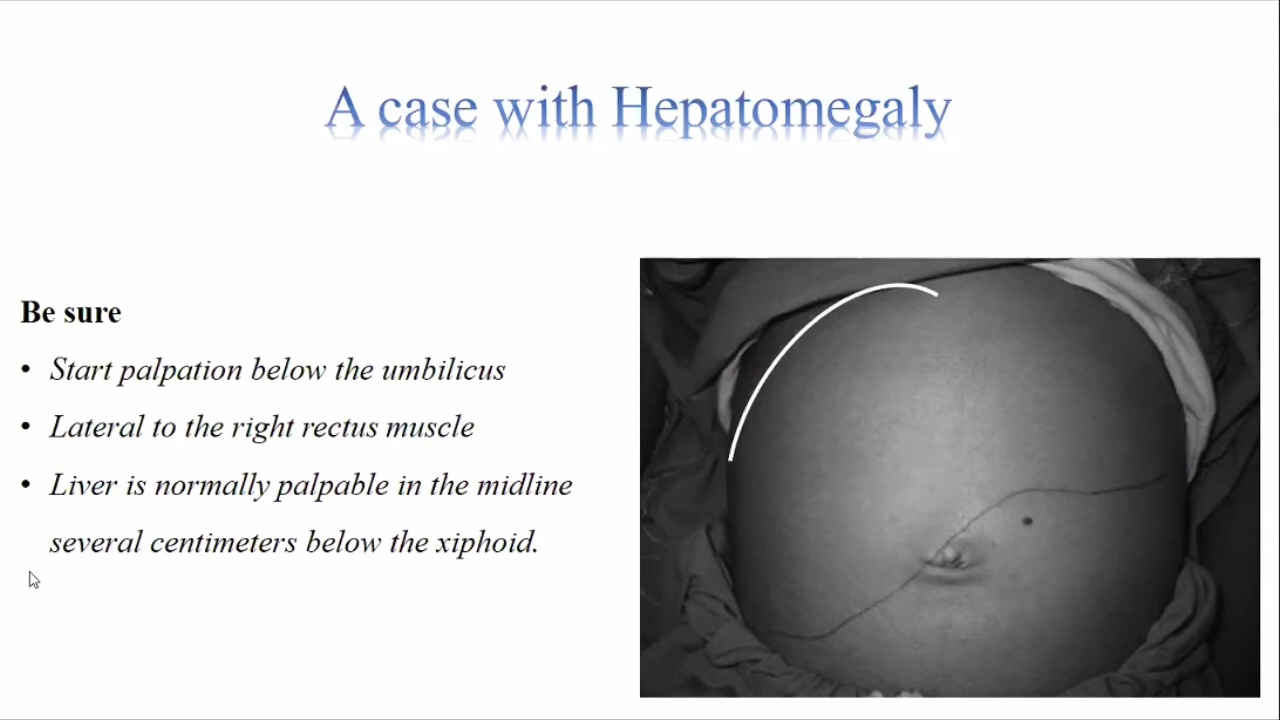 A case with Hepatomegaly
Be sure
• Start palpation below the umbilicus
• Lateral to the right rectus muscle
• Liver is normally palpable in the midline
several centimeters below the xiphoid.